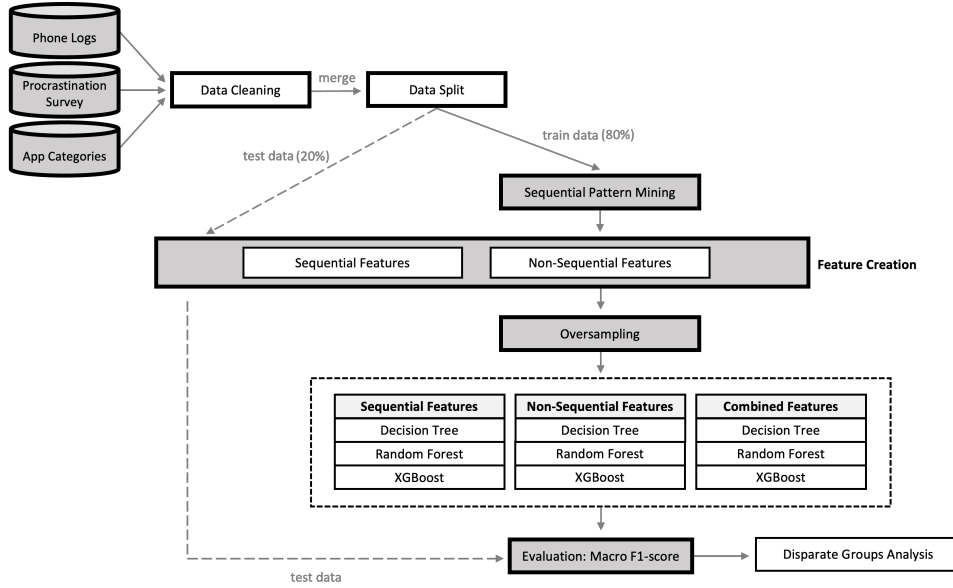 Phone Logs
Procrastination
Survey
App Categories
Data Cleaning
merge
Data Split
test data (20%)
train data (80%)
Sequential Pattern Mining
Sequential Features
Non-Sequential Features
Feature Creation
Oversampling
Sequential Features
Decision Tree
Random Forest
XGBoost
Non-Sequential Features
Decision Tree
Random Forest
XGBoost
Combined Features
Decision Tree
Random Forest
XGBoost
Evaluation: Macro F1-score
Disparate Groups Analysis
test data